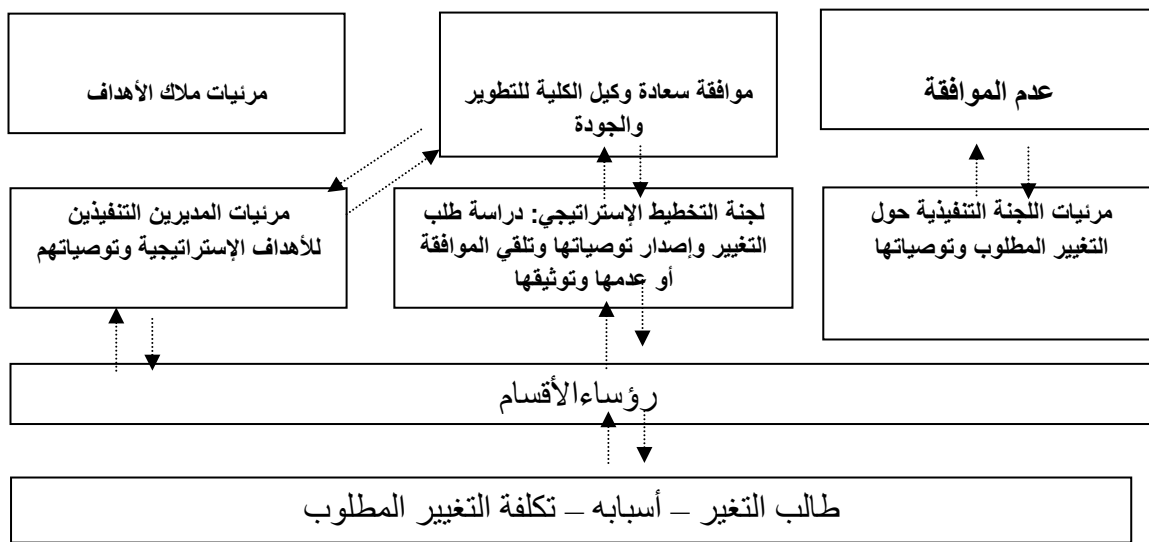 عدم الموافقة
موافقة سعادة وكيل الكلية للتطوير
والجودة
مرئيات ملاك الأهداف
مرئيات اللجنة التنفيذية حول
التغيير المطلوب وتوصياتها
لجنة التخطيط الإستراتيجي: دراسة طلب
التغيير وإصدار توصياتها وتلقي الموافقة
أو عدمها وتوثيقها
مرئيات المديرين التنفيذين
للأهداف الإستراتيجية وتوصياتهم
رؤساءالأقسام
طالب التغير – أسبابه – تكلفة التغيير المطلوب